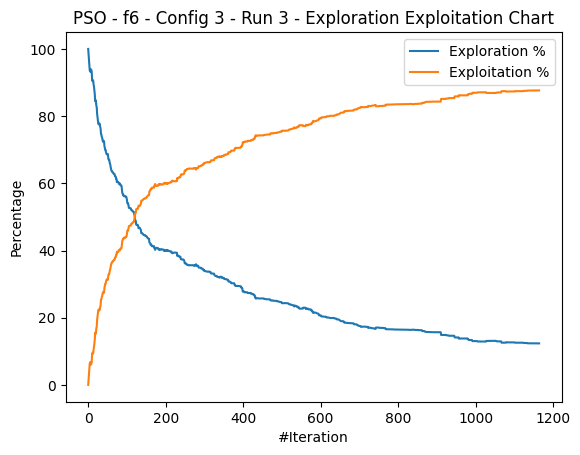 PSO - f6 - Config 3 - Run 3 - Exploration Exploitation Chart
Exploration %
Exploitation %
Percentage
100
80
60
40
20
0
0 200 400 600 800 1000 1200
#Iteration